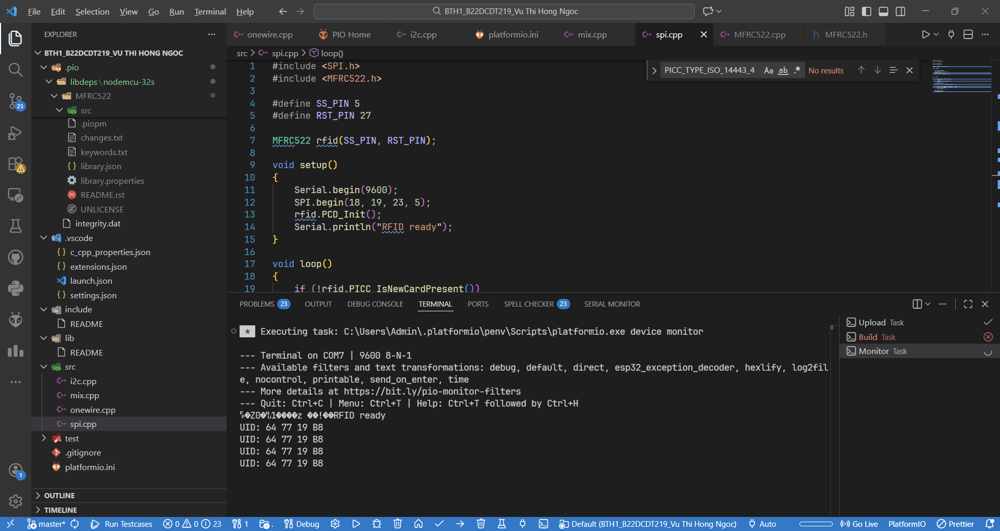 File Edit Selection View Go Run Terminal Help
BTH1_B22DCDT219_Vu Thi Hong Ngoc
EXPLORER
BTH1_B22DCDT219_VU THI HONG NGOC
.pio
libdeps\nodemcu-32s
MFRC522
src
.piopm
changes.txt
keywords.txt
{} library.json
library.properties
README.rst
UNLICENSE
integrity.dat
.vscode
{} c_cpp_properties.json
{} extensions.json
launch.json
{} settings.json
include
README
lib
README
src
C++ i2c.cpp
C++ mix.cpp
C++ onewire.cpp
C++ spi.cpp
test
.gitignore
platformio.ini
OUTLINE
TIMELINE
25
1
C++ onewire.cpp PIO Home C++ i2c.cpp platformio.ini C++ mix.cpp C++ spi.cpp C++ MFRC522.cpp h MFRC522.h
src > C++ spi.cpp > loop()
PICC_TYPE_ISO_14443_4 Aa ab .* No results
1 #include <SPI.h>
2 #include <MFRC522.h>
3
4 #define SS_PIN 5
5 #define RST_PIN 27
6
7 MFRC522 rfid(SS_PIN, RST_PIN);
8
9 void setup()
10 {
11 Serial.begin(9600);
12 SPI.begin(18, 19, 23, 5);
13 rfid.PCD_Init();
14 Serial.println("RFID ready");
15 }
16
17 void loop()
18 {
19 if (!rfid.PICC_IsNewCardPresent())
PROBLEMS 23 OUTPUT DEBUG CONSOLE TERMINAL PORTS SPELL CHECKER 23 SERIAL MONITOR
* Executing task: C:\Users\Admin\.platformio\penv\Scripts\platformio.exe device monitor
--- Terminal on COM7 | 9600 8-N-1
--- Available filters and text transformations: debug, default, direct, esp32_exception_decoder, hexlify, log2fil
e, nocontrol, printable, send_on_enter, time
--- More details at https://bit.ly/pio-monitor-filters
--- Quit: Ctrl+C | Menu: Ctrl+T | Help: Ctrl+T followed by Ctrl+H
RFID ready
UID: 64 77 19 B8
UID: 64 77 19 B8
UID: 64 77 19 B8
UID: 64 77 19 B8
Upload Task
Build Task
Monitor Task
master* Run Testcases 0 0 23 1 . Debug Default (BTH1_B22DCDT219_Vu Thi Hong Ngoc) Auto Go Live PlatformIO Prettier